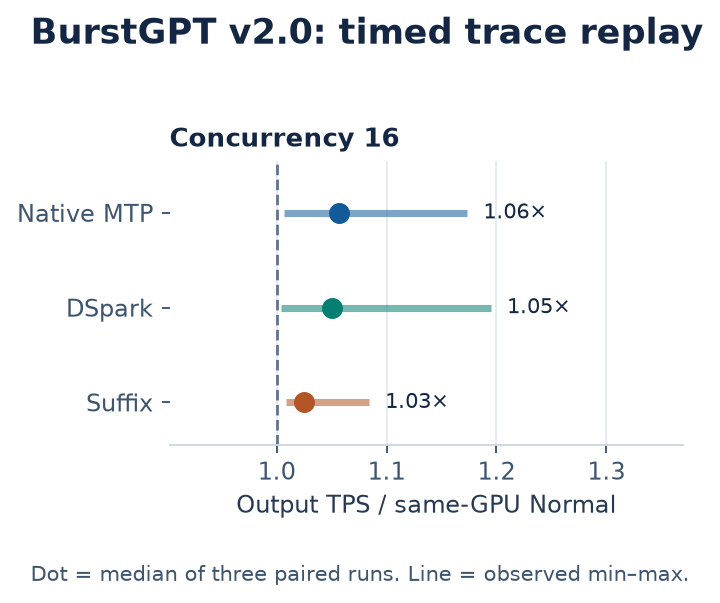 BurstGPT v2.0: timed trace replay
Concurrency 16
Native MTP
1.06×
DSpark
1.05×
Suffix
1.03×
1.0 1.1 1.2 1.3
Output TPS / same-GPU Normal
Dot = median of three paired runs. Line = observed min–max.